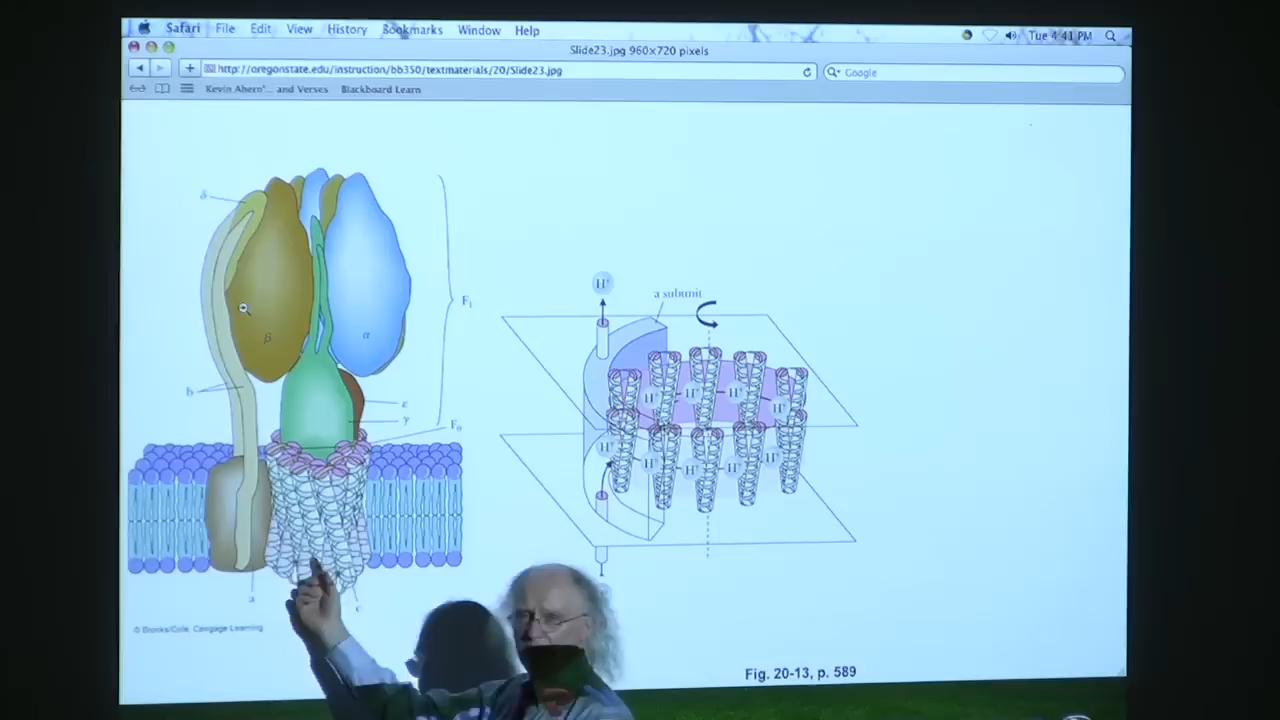 Safari File Edit View History Bookmarks Window Help
Tue 4:41 PM
Slide23.jpg 960×720 pixels
http://oregonstate.edu/instruction/bb350/textmaterials/20/Slide23.jpg
Google
Kevin Ahern'... and Verses Blackboard Learn
δ
β
α
F₁
b
ε
γ
F₀
a
c
H⁺
a subunit
H⁺ H⁺ H⁺ H⁺
H⁺ H⁺ H⁺ H⁺ H⁺
© Brooks/Cole, Cengage Learning
Fig. 20-13, p. 589